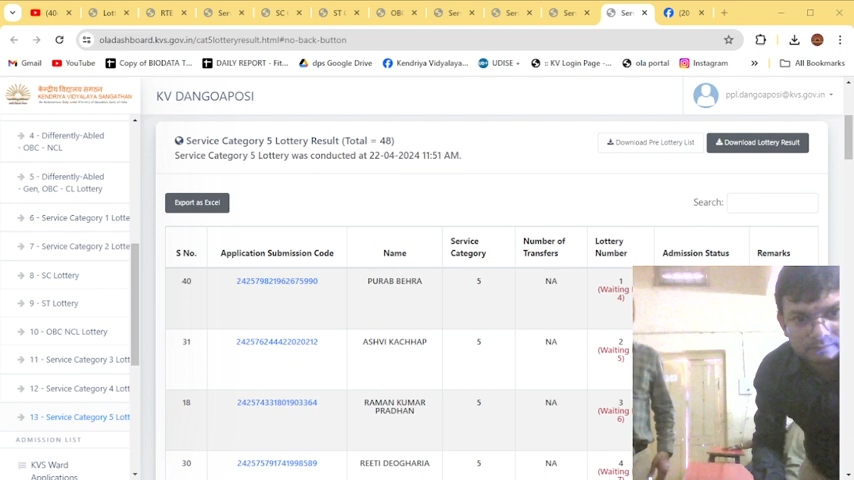 (40
Lott
RTE
Serv
SC
ST
OBC
Serv
Serv
Serv
Ser
(20
oladashboard.kvs.gov.in/cat5lotteryresult.html#no-back-button
Gmail
YouTube
Copy of BIODATA T...
DAILY REPORT - Fit...
dps Google Drive
Kendriya Vidyalaya...
UDISE +
:: KV Login Page -...
ola portal
Instagram
All Bookmarks
केन्द्रीय विद्यालय संगठन
KENDRIYA VIDYALAYA SANGATHAN
KV DANGOAPOSI
ppl.dangoaposi@kvs.gov.in
4 - Differently-Abled
- OBC - NCL
5 - Differently-Abled
- Gen, OBC - CL Lottery
6 - Service Category 1 Lotte
7 - Service Category 2 Lotte
8 - SC Lottery
9 - ST Lottery
10 - OBC NCL Lottery
11 - Service Category 3 Lott
12 - Service Category 4 Lott
13 - Service Category 5 Lott
ADMISSION LIST
KVS Ward
Applications
Service Category 5 Lottery Result (Total = 48)
Service Category 5 Lottery was conducted at 22-04-2024 11:51 AM.
Download Pre Lottery List
Download Lottery Result
Export as Excel
Search:
S No. Application Submission Code Name Service Category Number of Transfers Lottery Number Admission Status Remarks
40 242579821962675990 PURAB BEHRA 5 NA 1
(Waiting
4)
31 242576244422020212 ASHVI KACHHAP 5 NA 2
(Waiting
5)
18 242574331801903364 RAMAN KUMAR PRADHAN 5 NA 3
(Waiting
6)
30 242575791741998589 REETI DEOGHARIA 5 NA 4
(Waiting
7)